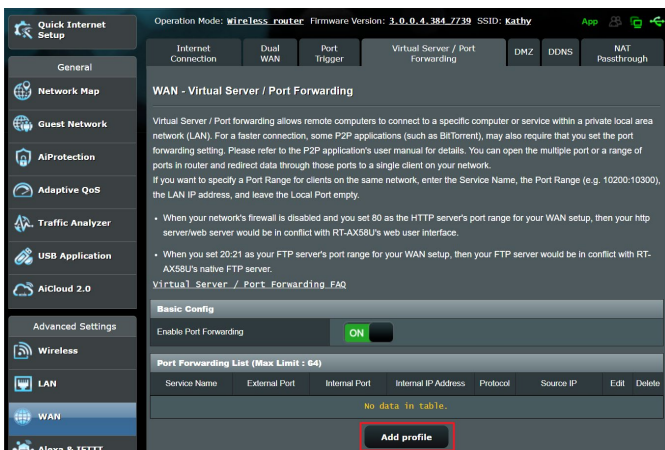 Quick Internet
Setup
General
Network Map
Guest Network
AiProtection
Adaptive QoS
Traffic Analyzer
USB Application
AiCloud 2.0
Advanced Settings
Wireless
LAN
WAN
Alexa & IFTTT
Operation Mode: Wireless router Firmware Version: 3.0.0.4.384_7739 SSID: Kathy
App
Internet
Connection
Dual
WAN
Port
Trigger
Virtual Server / Port
Forwarding
DMZ
DDNS
NAT
Passthrough
WAN - Virtual Server / Port Forwarding
Virtual Server / Port forwarding allows remote computers to connect to a specific computer or service within a private local area
network (LAN). For a faster connection, some P2P applications (such as BitTorrent), may also require that you set the port
forwarding setting. Please refer to the P2P application's user manual for details. You can open the multiple port or a range of
ports in router and redirect data through those ports to a single client on your network.
If you want to specify a Port Range for clients on the same network, enter the Service Name, the Port Range (e.g. 10200:10300),
the LAN IP address, and leave the Local Port empty.
• When your network's firewall is disabled and you set 80 as the HTTP server's port range for your WAN setup, then your http
server/web server would be in conflict with RT-AX58U's web user interface.
• When you set 20:21 as your FTP server's port range for your WAN setup, then your FTP server would be in conflict with RT-
AX58U's native FTP server.
Virtual Server / Port Forwarding FAQ
Basic Config
Enable Port Forwarding ON
Port Forwarding List (Max Limit : 64)
Service Name External Port Internal Port Internal IP Address Protocol Source IP Edit Delete
No data in table.
Add profile